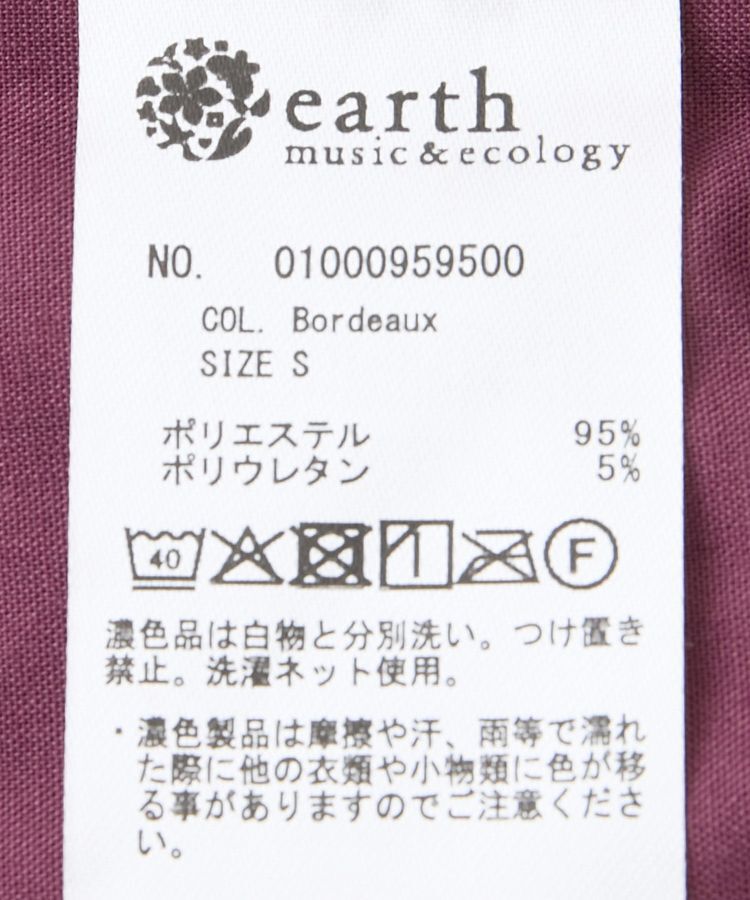 earth
music&ecology
NO. 01000959500
COL. Bordeaux
SIZE S
ポリエステル 95%
ポリウレタン 5%
40 F
濃色品は白物と分別洗い。つけ置き
禁止。洗濯ネット使用。
・濃色製品は摩擦や汗、雨等で濡れ
た際に他の衣類や小物類に色が移
る事がありますのでご注意くださ
い。